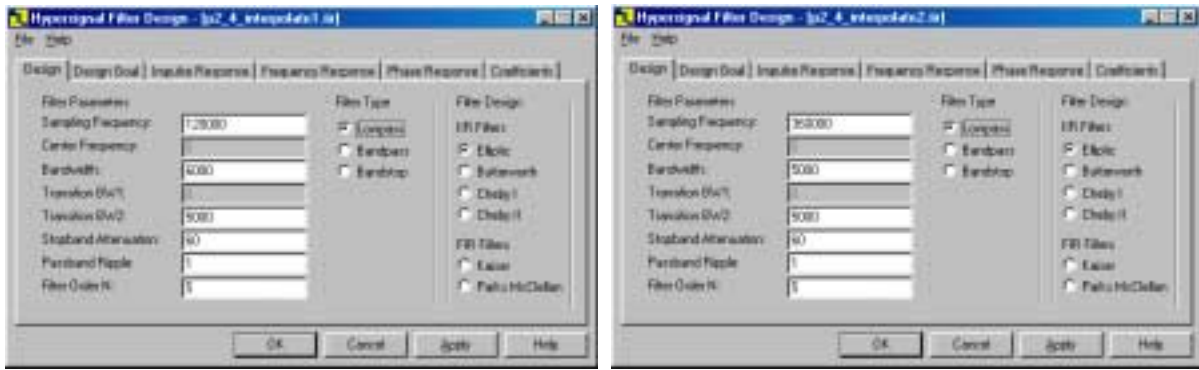 Hypersignal Filter Design - [p2_4_interpolate1.iir]
File Help
Design Design Goal Impulse Response Frequency Response Phase Response Coefficients
Filter Parameters
Sampling Frequency: 120000
Center Frequency:
Bandwidth: 6000
Transition BW1:
Transition BW2: 9000
Stopband Attenuation: 60
Passband Ripple
Filter Order N: 5
Filter Type
Lowpass
Bandpass
Bandstop
Filter Design:
IIR Filters
Elliptic
Butterworth
Cheby I
Cheby II
FIR Filters
Kaiser
Parks McClellan
OK Cancel Apply Help
Hypersignal Filter Design - [p2_4_interpolate2.iir]
File Help
Design Design Goal Impulse Response Frequency Response Phase Response Coefficients
Filter Parameters
Sampling Frequency: 360000
Center Frequency:
Bandwidth: 5000
Transition BW1:
Transition BW2: 9000
Stopband Attenuation: 60
Passband Ripple
Filter Order N: 5
Filter Type
Lowpass
Bandpass
Bandstop
Filter Design:
IIR Filters
Elliptic
Butterworth
Cheby I
Cheby II
FIR Filters
Kaiser
Parks McClellan
OK Cancel Apply Help